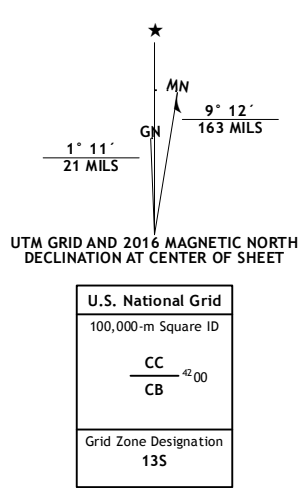 ★
MN
GN
9° 12´
163 MILS
1° 11´
21 MILS
UTM GRID AND 2016 MAGNETIC NORTH
DECLINATION AT CENTER OF SHEET
U.S. National Grid
100,000-m Square ID
CC
⁴²00
CB
Grid Zone Designation
13S